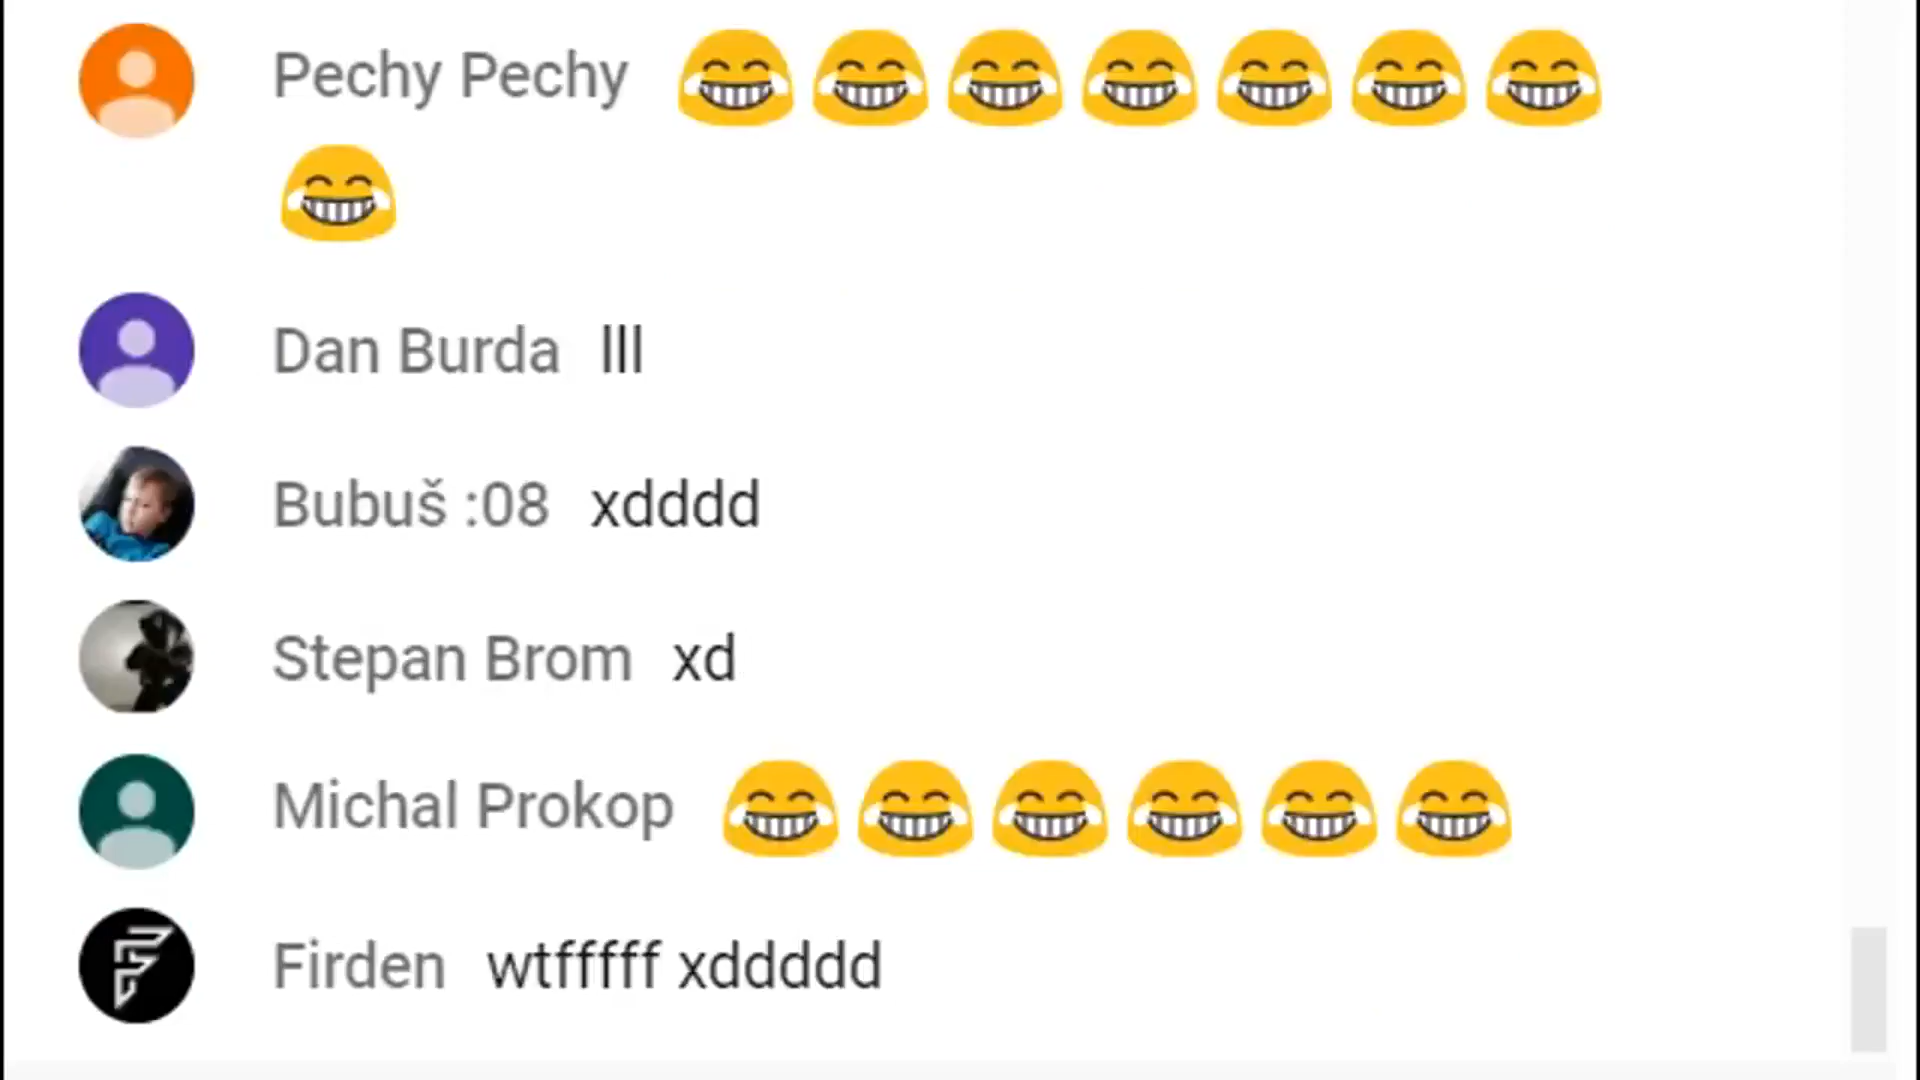 Pechy Pechy 😂😂😂😂😂😂😂
😂
Dan Burda lll
Bubuš :08 xdddd
Stepan Brom xd
Michal Prokop 😂😂😂😂😂😂
Firden wtfffff xddddd